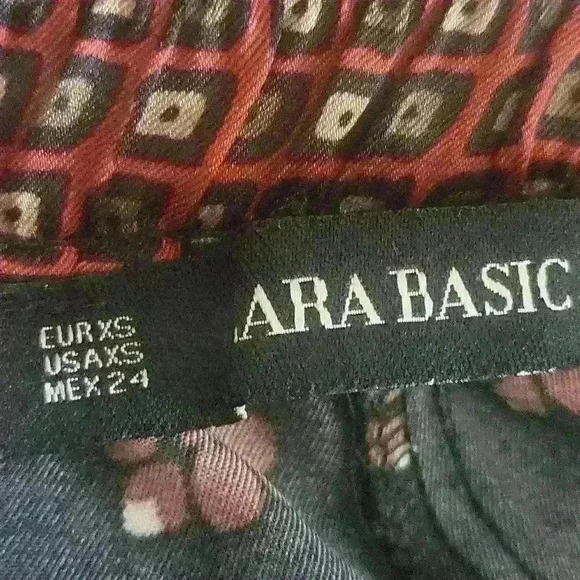 EUR XS
USA XS
MEX 24
ARA BASIC